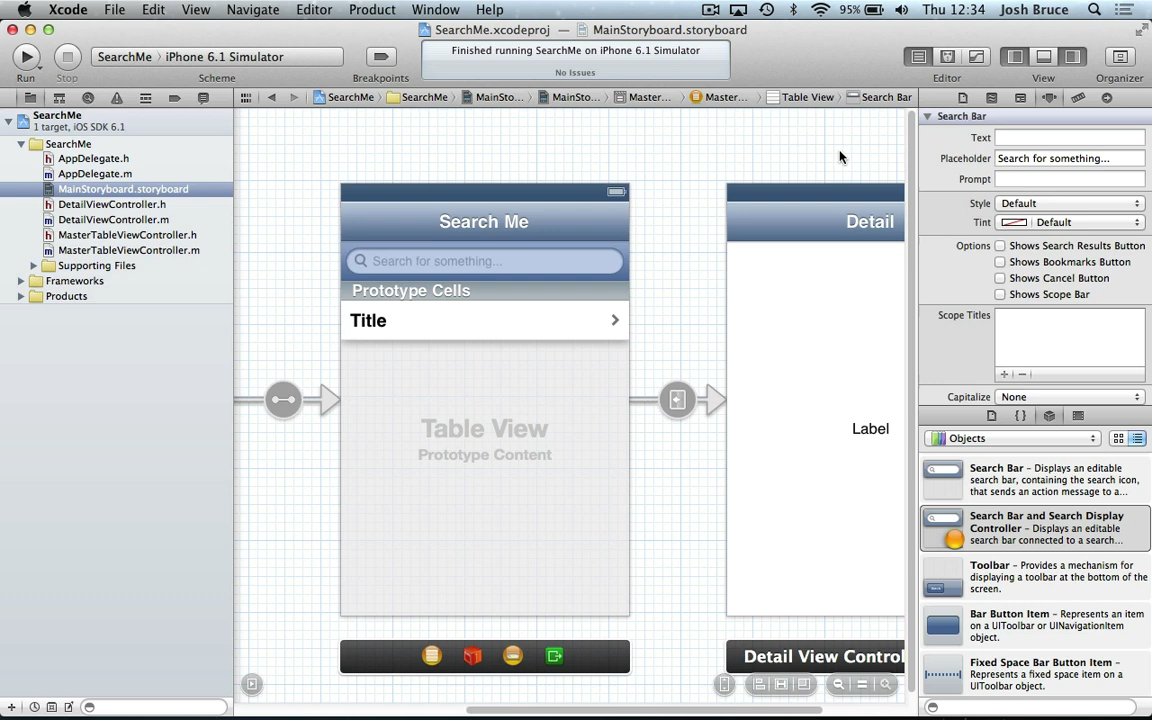 Xcode File Edit View Navigate Editor Product Window Help 95% Thu 12:34 Josh Bruce
SearchMe.xcodeproj — MainStoryboard.storyboard
SearchMe › iPhone 6.1 Simulator
Finished running SearchMe on iPhone 6.1 Simulator
No Issues
Run Stop Scheme Breakpoints Editor View Organizer
SearchMe SearchMe MainSto... MainSto... Master... Master... Table View Search Bar
SearchMe
1 target, iOS SDK 6.1
SearchMe
AppDelegate.h
AppDelegate.m
MainStoryboard.storyboard
DetailViewController.h
DetailViewController.m
MasterTableViewController.h
MasterTableViewController.m
Supporting Files
Frameworks
Products
Search Me
Search for something...
Prototype Cells
Title
Table View
Prototype Content
Detail
Label
Detail View Control
Search Bar
Text
Placeholder Search for something...
Prompt
Style Default
Tint Default
Options Shows Search Results Button
Shows Bookmarks Button
Shows Cancel Button
Shows Scope Bar
Scope Titles
Capitalize None
Objects
Search Bar – Displays an editable
search bar, containing the search icon,
that sends an action message to a...
Search Bar and Search Display
Controller – Displays an editable
search bar connected to a search...
Toolbar – Provides a mechanism for
displaying a toolbar at the bottom of the
screen.
Bar Button Item – Represents an item
on a UIToolbar or UINavigationItem
object.
Fixed Space Bar Button Item –
Represents a fixed space item on a
UIToolbar object.